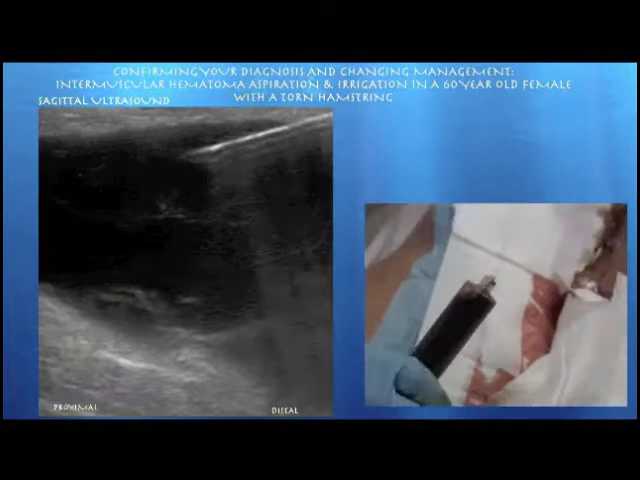 CONFIRMING YOUR DIAGNOSIS AND CHANGING MANAGEMENT:
INTERMUSCULAR HEMATOMA ASPIRATION & IRRIGATION IN A 60 YEAR OLD FEMALE
WITH A TORN HAMSTRING
SAGITTAL ULTRASOUND
PROXIMAL
DISTAL